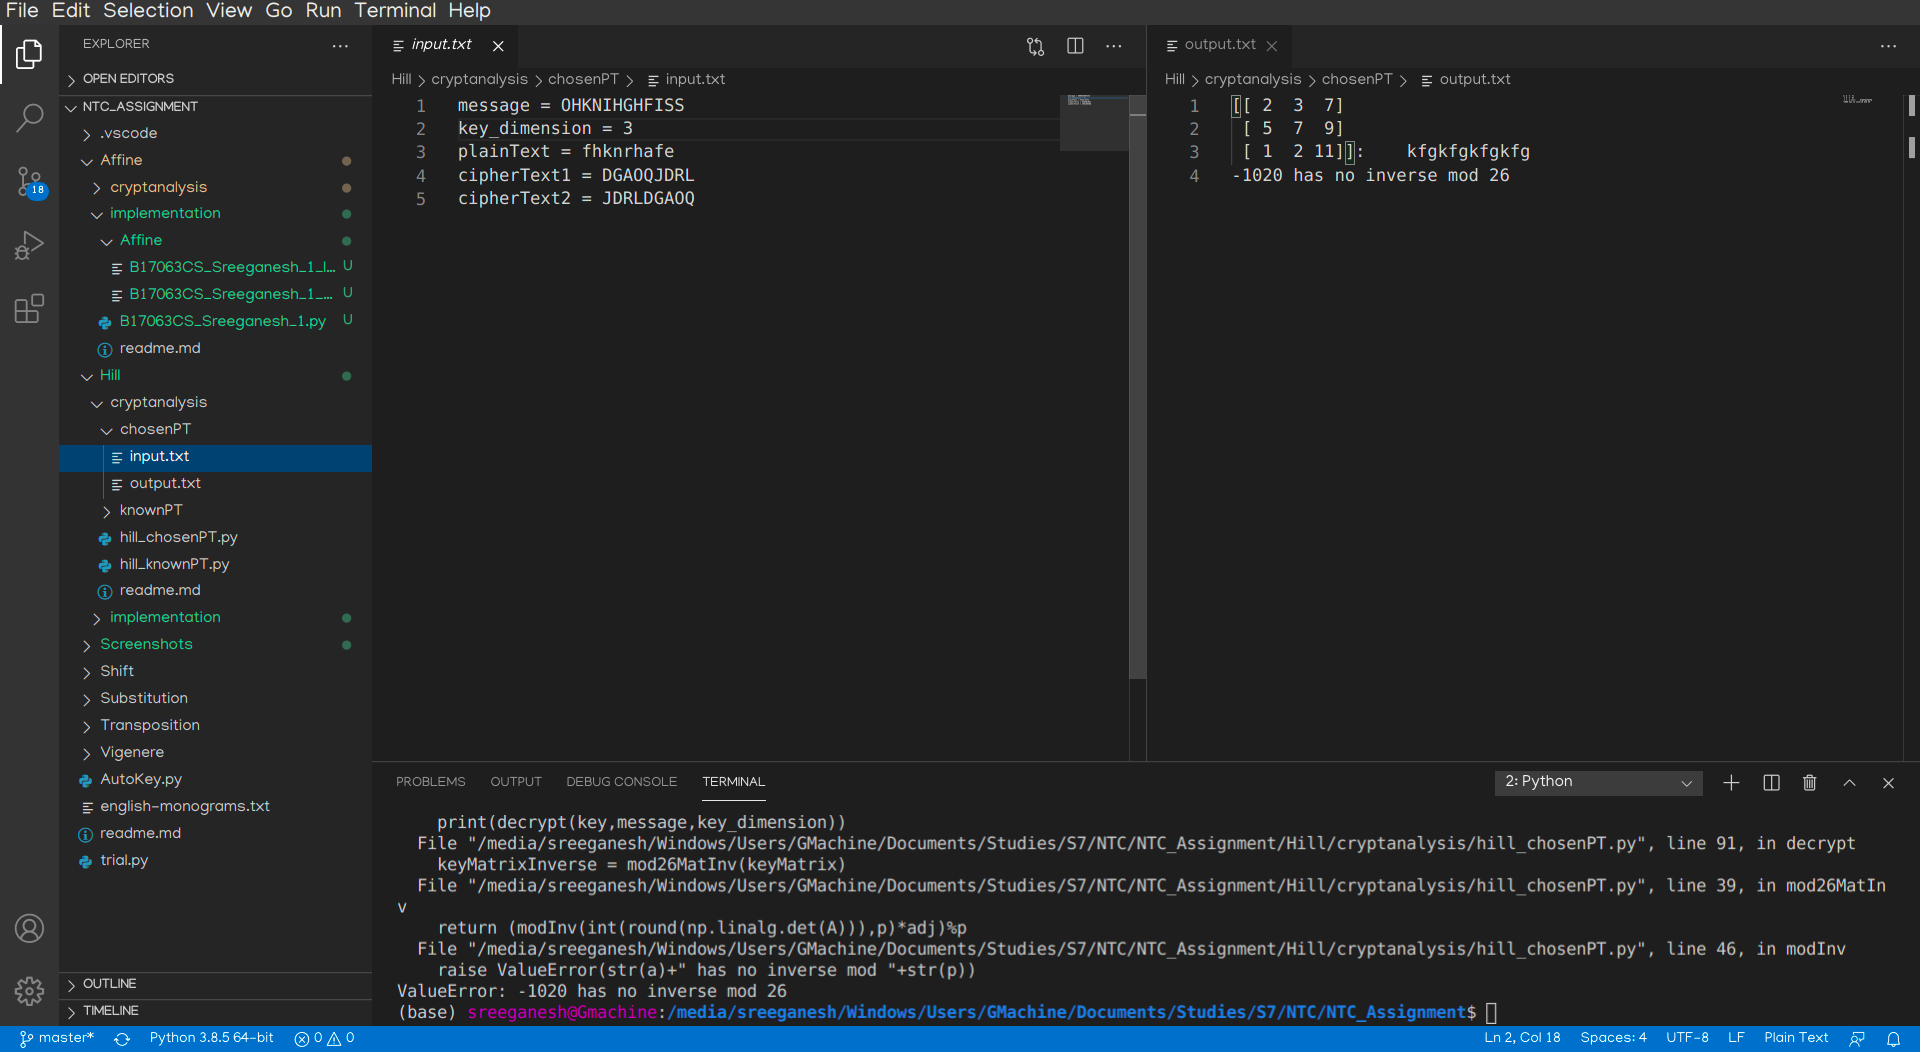 File Edit Selection View Go Run Terminal Help
EXPLORER ...
OPEN EDITORS
NTC_ASSIGNMENT
.vscode
Affine
cryptanalysis
implementation
Affine
B17063CS_Sreeganesh_1_I... U
B17063CS_Sreeganesh_1_... U
B17063CS_Sreeganesh_1.py U
readme.md
Hill
cryptanalysis
chosenPT
input.txt
output.txt
knownPT
hill_chosenPT.py
hill_knownPT.py
readme.md
implementation
Screenshots
Shift
Substitution
Transposition
Vigenere
AutoKey.py
english-monograms.txt
readme.md
trial.py
OUTLINE
TIMELINE
18
input.txt
Hill > cryptanalysis > chosenPT > input.txt
1 message = OHKNIHGHFISS
2 key_dimension = 3
3 plainText = fhknrhafe
4 cipherText1 = DGAOQJDRL
5 cipherText2 = JDRLDGAOQ
output.txt
Hill > cryptanalysis > chosenPT > output.txt
1 [[ 2 3 7]
2 [ 5 7 9]
3 [ 1 2 11]]: kfgkfgkfgkfg
4 -1020 has no inverse mod 26
PROBLEMS OUTPUT DEBUG CONSOLE TERMINAL 2: Python
print(decrypt(key,message,key_dimension))
File "/media/sreeganesh/Windows/Users/GMachine/Documents/Studies/S7/NTC/NTC_Assignment/Hill/cryptanalysis/hill_chosenPT.py", line 91, in decrypt
keyMatrixInverse = mod26MatInv(keyMatrix)
File "/media/sreeganesh/Windows/Users/GMachine/Documents/Studies/S7/NTC/NTC_Assignment/Hill/cryptanalysis/hill_chosenPT.py", line 39, in mod26MatIn
v
return (modInv(int(round(np.linalg.det(A))),p)*adj)%p
File "/media/sreeganesh/Windows/Users/GMachine/Documents/Studies/S7/NTC/NTC_Assignment/Hill/cryptanalysis/hill_chosenPT.py", line 46, in modInv
raise ValueError(str(a)+" has no inverse mod "+str(p))
ValueError: -1020 has no inverse mod 26
(base) sreeganesh@Gmachine:/media/sreeganesh/Windows/Users/GMachine/Documents/Studies/S7/NTC/NTC_Assignment$
master* Python 3.8.5 64-bit 0 0 Ln 2, Col 18 Spaces: 4 UTF-8 LF Plain Text